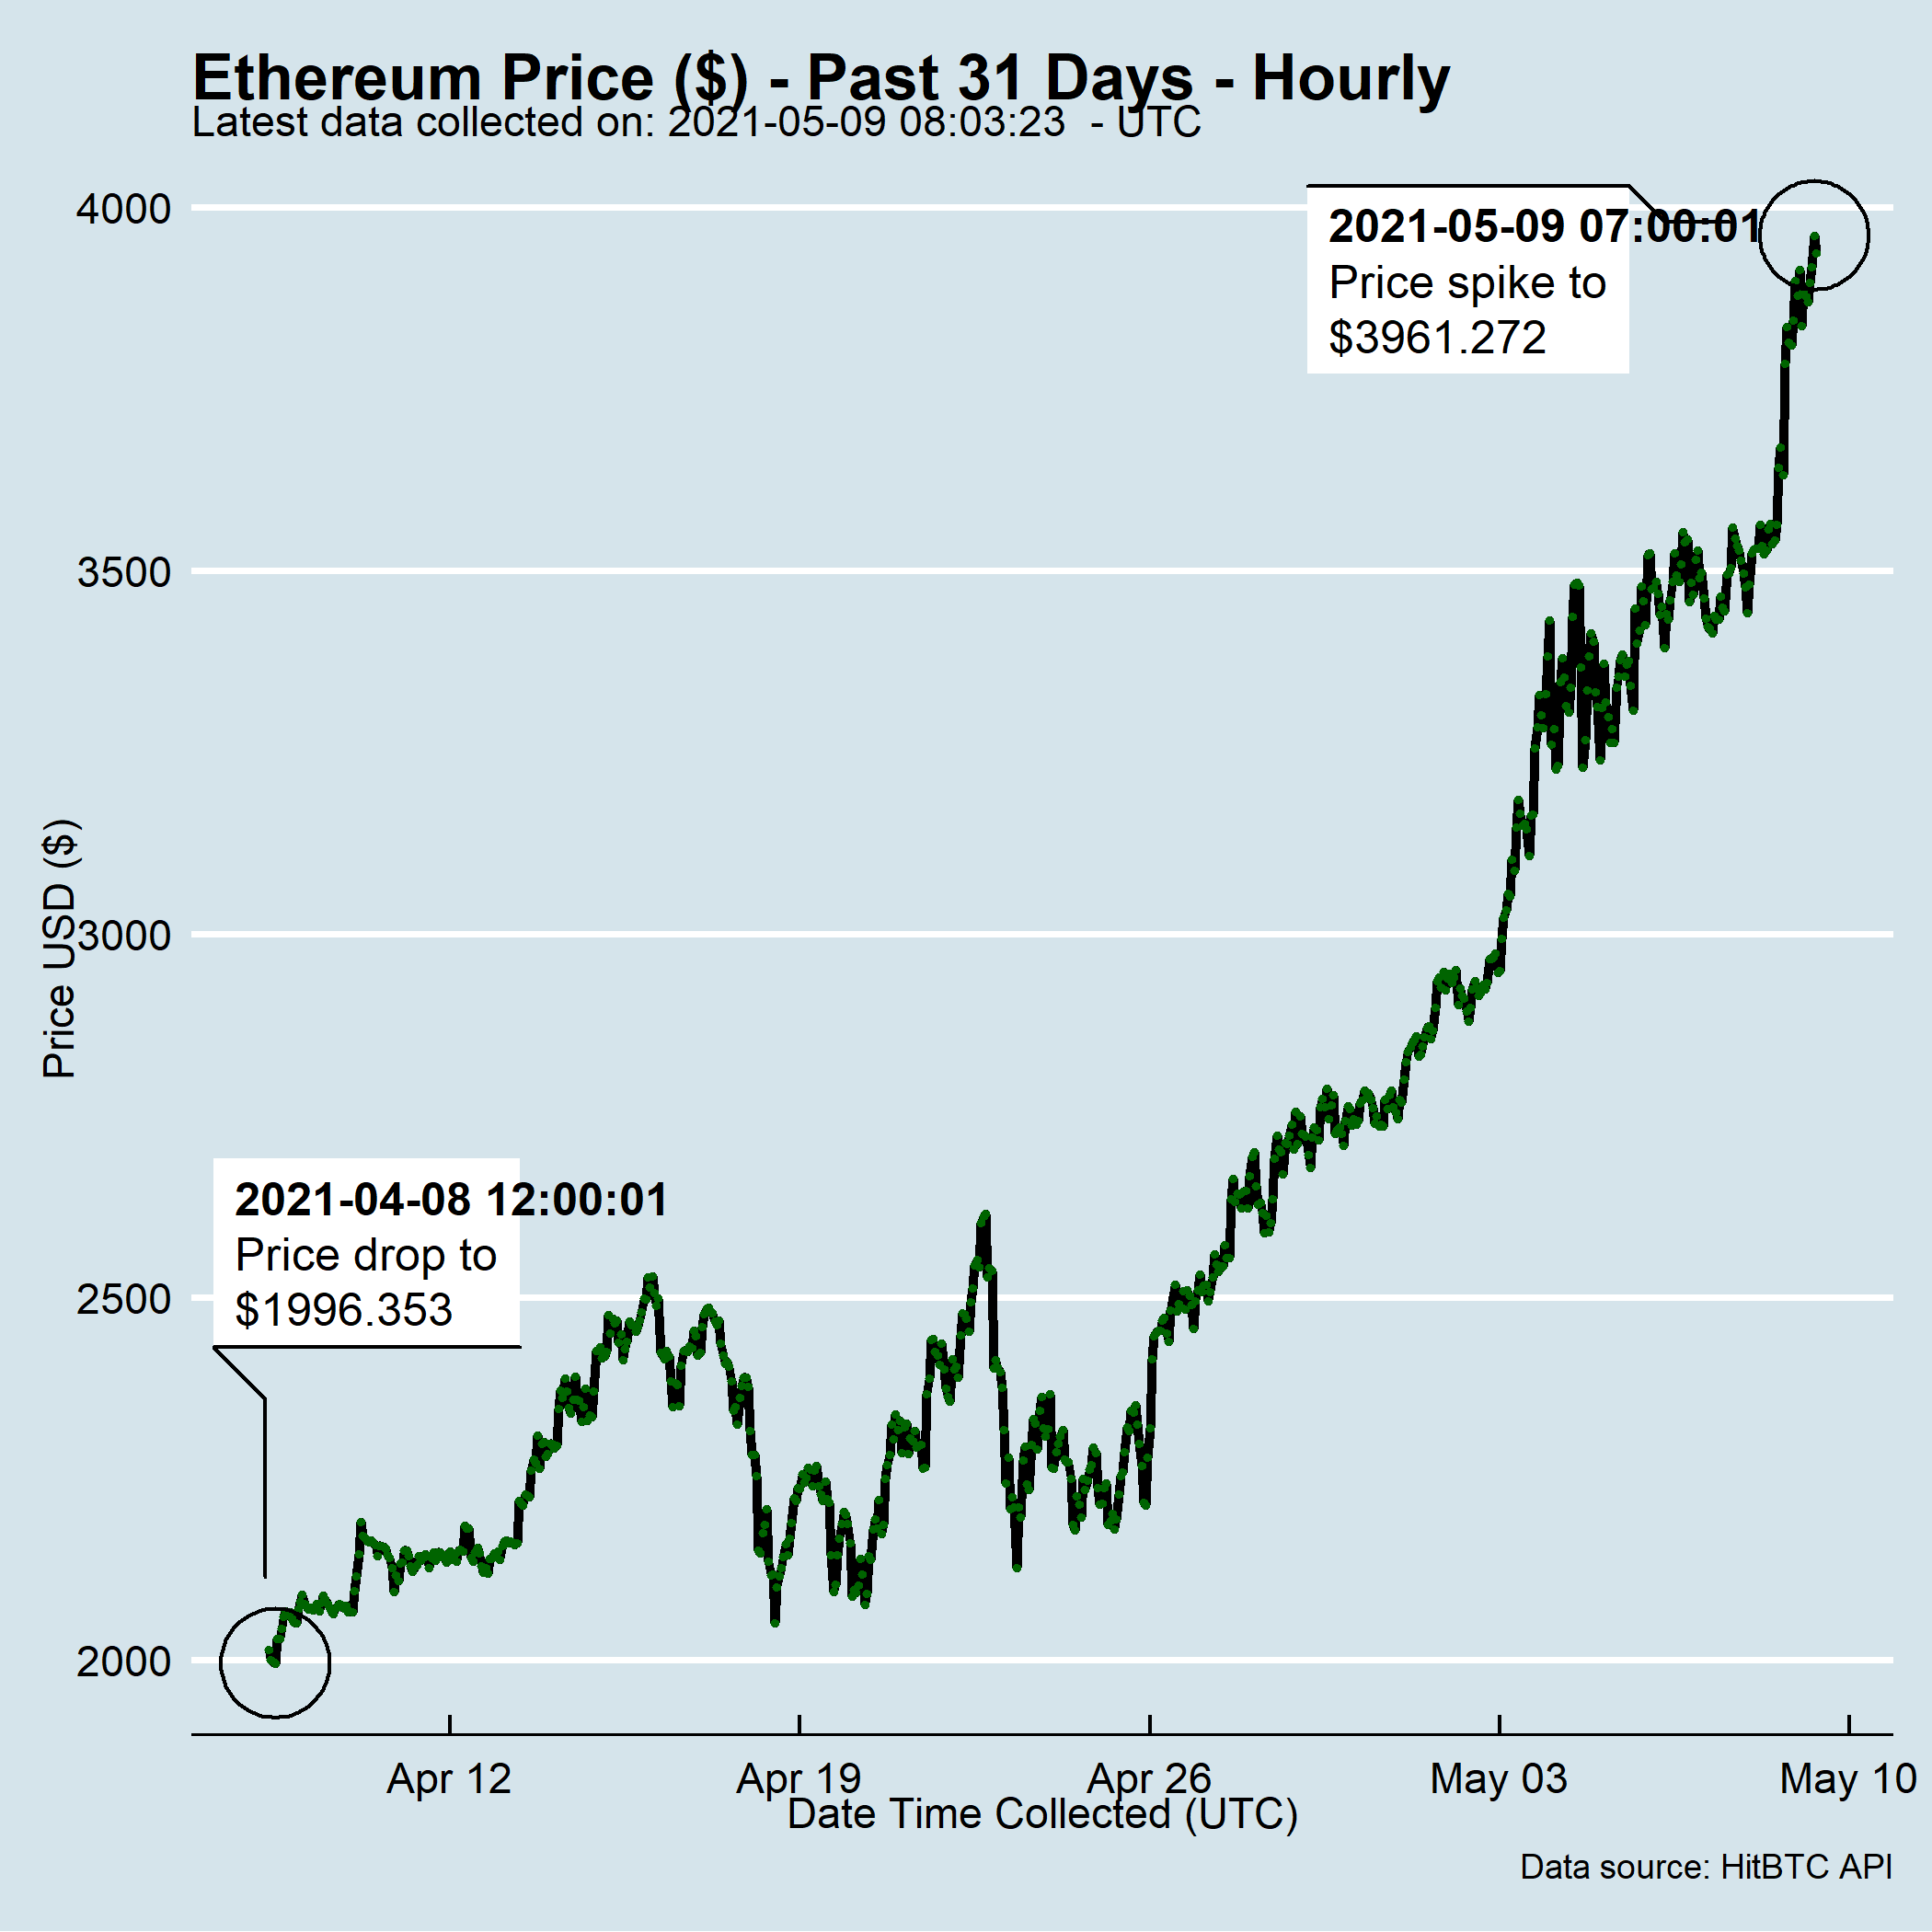 Ethereum Price ($) - Past 31 Days - Hourly
Latest data collected on: 2021-05-09 08:03:23  - UTC
4000
3500
3000
2500
2000
Price USD ($)
2021-05-09 07:00:01
Price spike to
$3961.272
2021-04-08 12:00:01
Price drop to
$1996.353
Apr 12
Apr 19
Apr 26
May 03
May 10
Date Time Collected (UTC)
Data source: HitBTC API